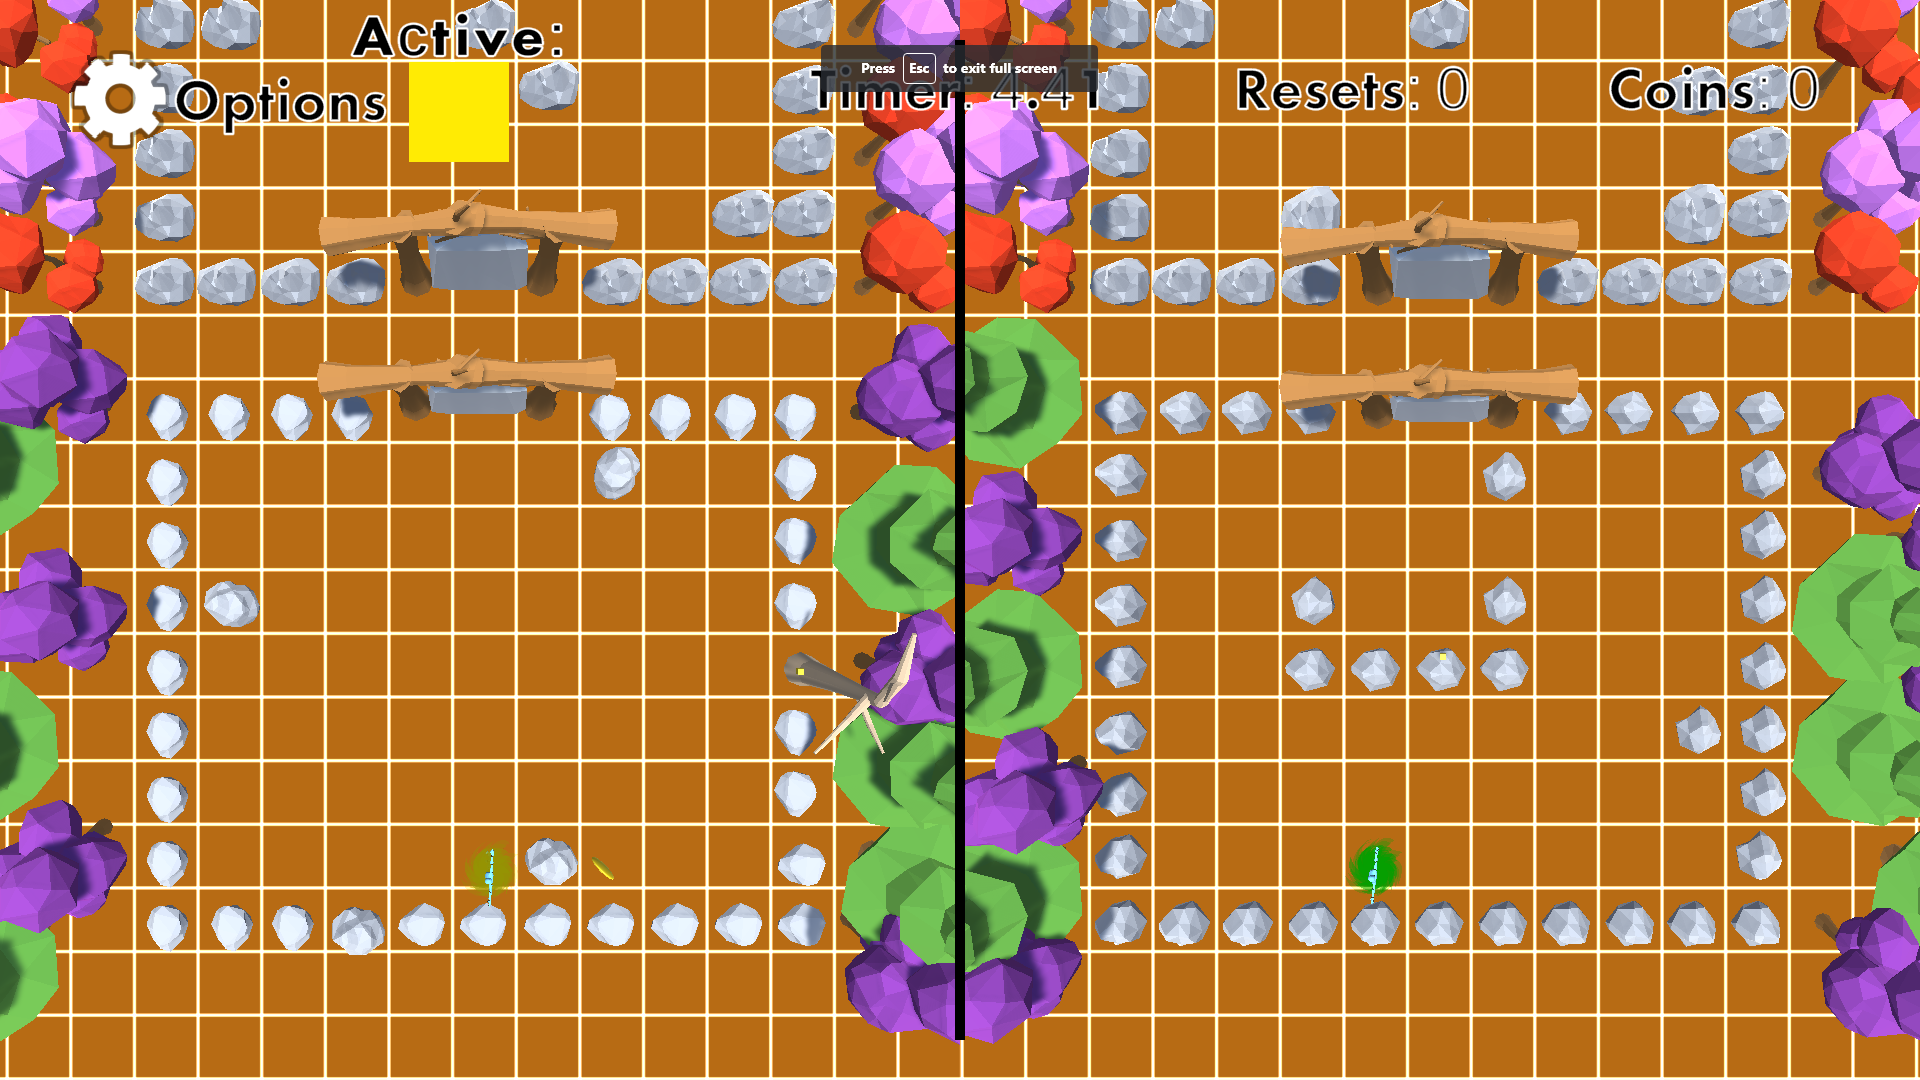 Active:
Press Esc to exit full screen
Options
Timer: 4.41
Resets: 0
Coins: 0